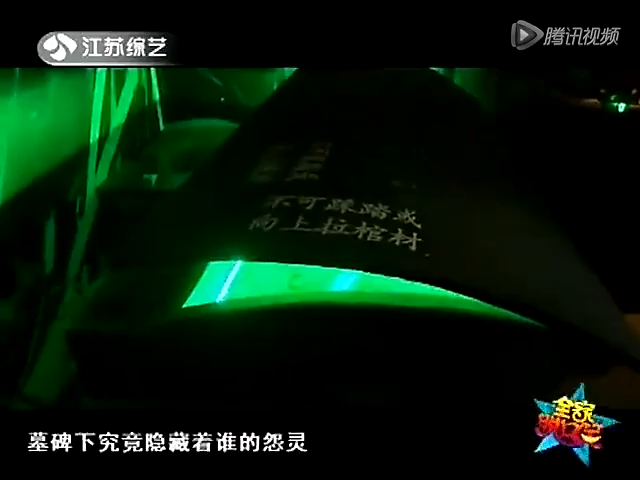 江苏综艺
腾讯视频
不可踩踏或
向上拉棺材
墓碑下究竟隐藏着谁的怨灵